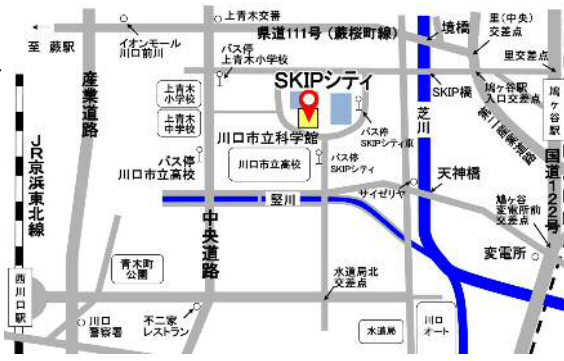 上青木交番
県道111号(蕨桜町線)
境橋
里(中央)
交差点
至 蕨駅
イオンモール
川口前川
バス停
上青木小学校
里交差点
産業道路
上青木
小学校
SKIPシティ
SKIP橋
鳩ヶ谷駅
入口交差点
鳩ヶ谷駅
上青木
中学校
芝川
第二産業道路
バス停
SKIPシティ東
川口市立科学館
JR京浜東北線
バス停
川口市立高校
川口市立高校
バス停
SKIPシティ
天神橋
国道122号
サイゼリヤ
竪川
鳩ヶ谷
変電所前
交差点
中央道路
変電所
青木町
公園
水道局北
交差点
西川口駅
川口
警察署
不二家
レストラン
水道局
川口
オート